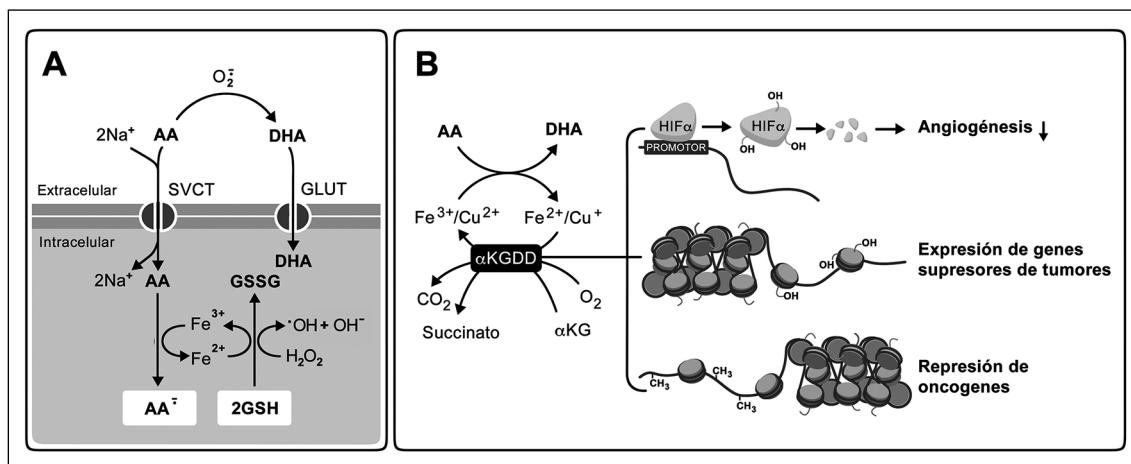 A
O₂•̄
2Na⁺ AA DHA
Extracelular SVCT GLUT
Intracelular
2Na⁺ AA DHA
GSSG
Fe³⁺ •OH + OH⁻
Fe²⁺ H₂O₂
AA•̄ 2GSH
B
AA DHA
Fe³⁺/Cu²⁺ Fe²⁺/Cu⁺
αKGDD
CO₂ O₂
Succinato αKG
OH
HIFα HIFα Angiogénesis ↓
OH OH
PROMOTOR
OH
OH
OH
Expresión de genes
supresores de tumores
CH₃
CH₃
CH₃
Represión de
oncogenes